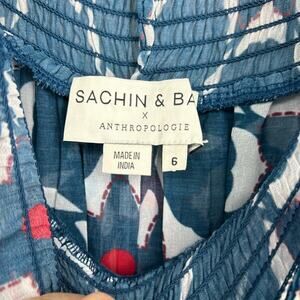 SACHIN & BA
X
ANTHROPOLOGIE
MADE IN
INDIA
6